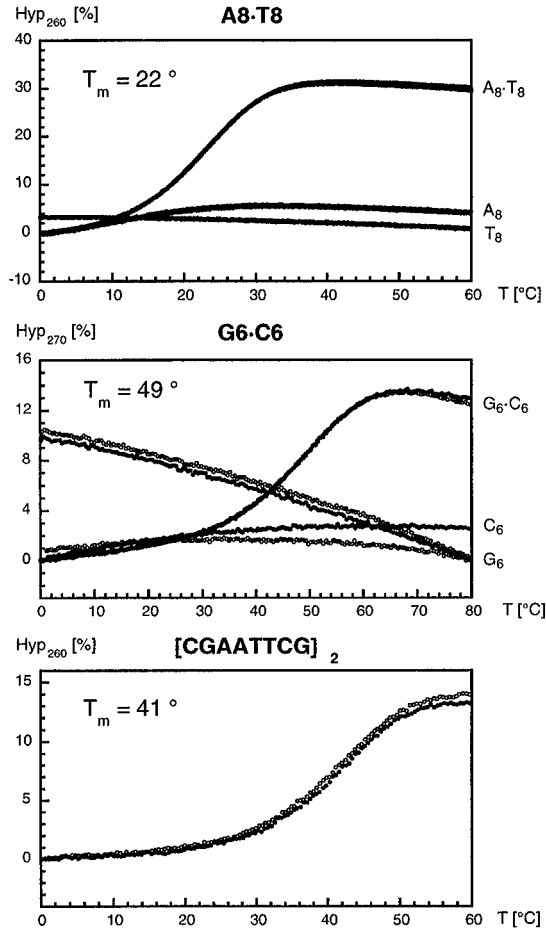 Hyp260 [%]
A8·T8
40
Tm = 22 °
30
A8·T8
20
10
A8
0
T8
-10
0 10 20 30 40 50 60 T [°C]
Hyp270 [%]
G6·C6
16
Tm = 49 °
12
G6·C6
8
4
C6
0
G6
0 10 20 30 40 50 60 70 80 T [°C]
Hyp260 [%]
[CGAATTCG]2
15
Tm = 41 °
10
5
0
0 10 20 30 40 50 60 T [°C]